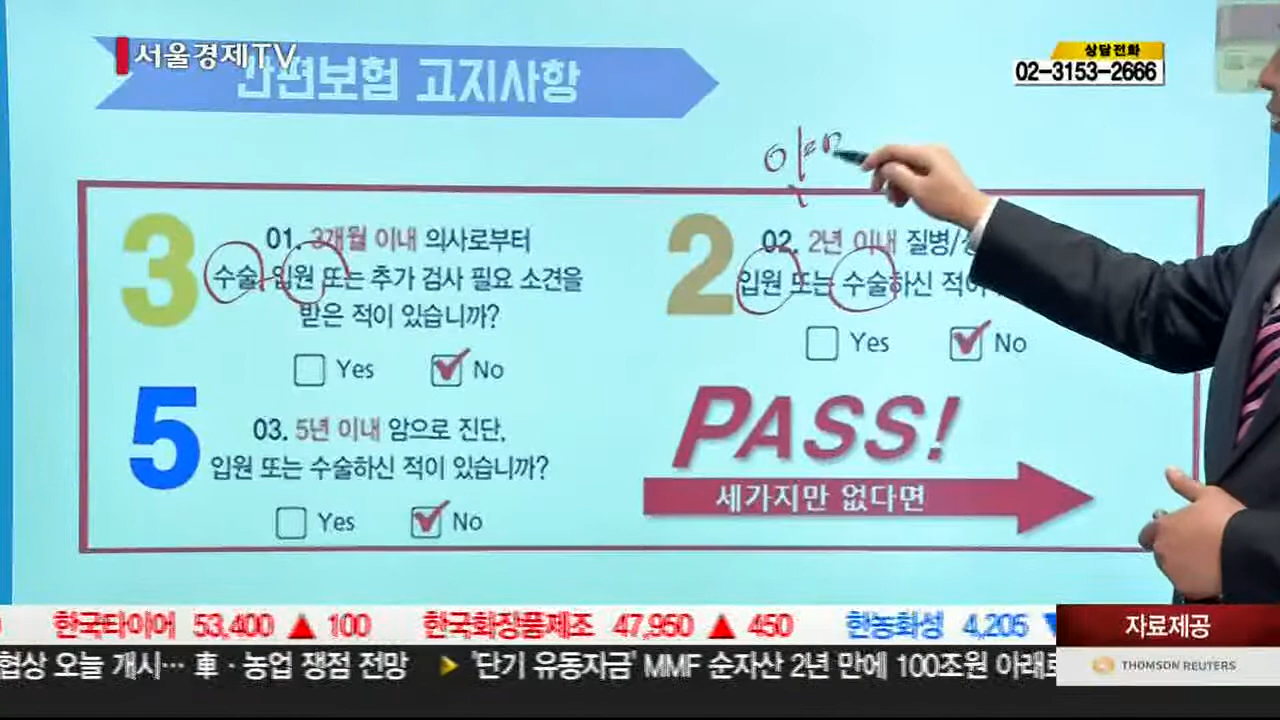 서울경제TV
간편보험 고지사항
상담전화
02-3153-2666
3
01. 3개월 이내 의사로부터
수술, 입원 또는 추가 검사 필요 소견을
받은 적이 있습니까?
Yes No
2
02. 2년 이내 질병/
입원 또는 수술하신 적이
Yes No
5
03. 5년 이내 암으로 진단,
입원 또는 수술하신 적이 있습니까?
Yes No
PASS!
세가지만 없다면
한국타이어 53,400 ▲ 100 한국화장품제조 47,950 ▲ 450 한농화성 4,205 ▼
자료제공
협상 오늘 개시… 車·농업 쟁점 전망 > '단기 유동자금' MMF 순자산 2년 만에 100조원 아래로
THOMSON REUTERS